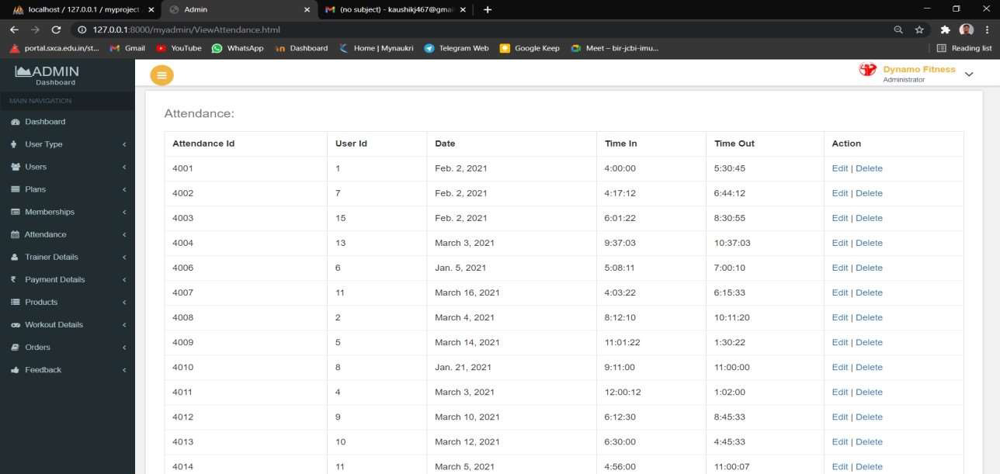 localhost / 127.0.0.1 / myproject
Admin
(no subject) - kaushikj467@gmai
127.0.0.1:8000/myadmin/ViewAttendance.html
portal.sxca.edu.in/st... Gmail YouTube WhatsApp Dashboard Home | Mynaukri Telegram Web Google Keep Meet – bir-jcbi-imu... Reading list
ADMIN
Dashboard
MAIN NAVIGATION
Dashboard
User Type
Users
Plans
Memberships
Attendance
Trainer Details
Payment Details
Products
Workout Details
Orders
Feedback
Dynamo Fitness
Administrator
Attendance:
Attendance Id User Id Date Time In Time Out Action
4001 1 Feb. 2, 2021 4:00:00 5:30:45 Edit | Delete
4002 7 Feb. 2, 2021 4:17:12 6:44:12 Edit | Delete
4003 15 Feb. 2, 2021 6:01:22 8:30:55 Edit | Delete
4004 13 March 3, 2021 9:37:03 10:37:03 Edit | Delete
4006 6 Jan. 5, 2021 5:08:11 7:00:10 Edit | Delete
4007 11 March 16, 2021 4:03:22 6:15:33 Edit | Delete
4008 2 March 4, 2021 8:12:10 10:11:20 Edit | Delete
4009 5 March 14, 2021 11:01:22 1:30:22 Edit | Delete
4010 8 Jan. 21, 2021 9:11:00 11:00:00 Edit | Delete
4011 4 March 3, 2021 12:00:12 1:02:00 Edit | Delete
4012 9 March 10, 2021 6:12:30 8:45:33 Edit | Delete
4013 10 March 12, 2021 6:30:00 4:45:33 Edit | Delete
4014 11 March 5, 2021 4:56:00 11:00:07 Edit | Delete